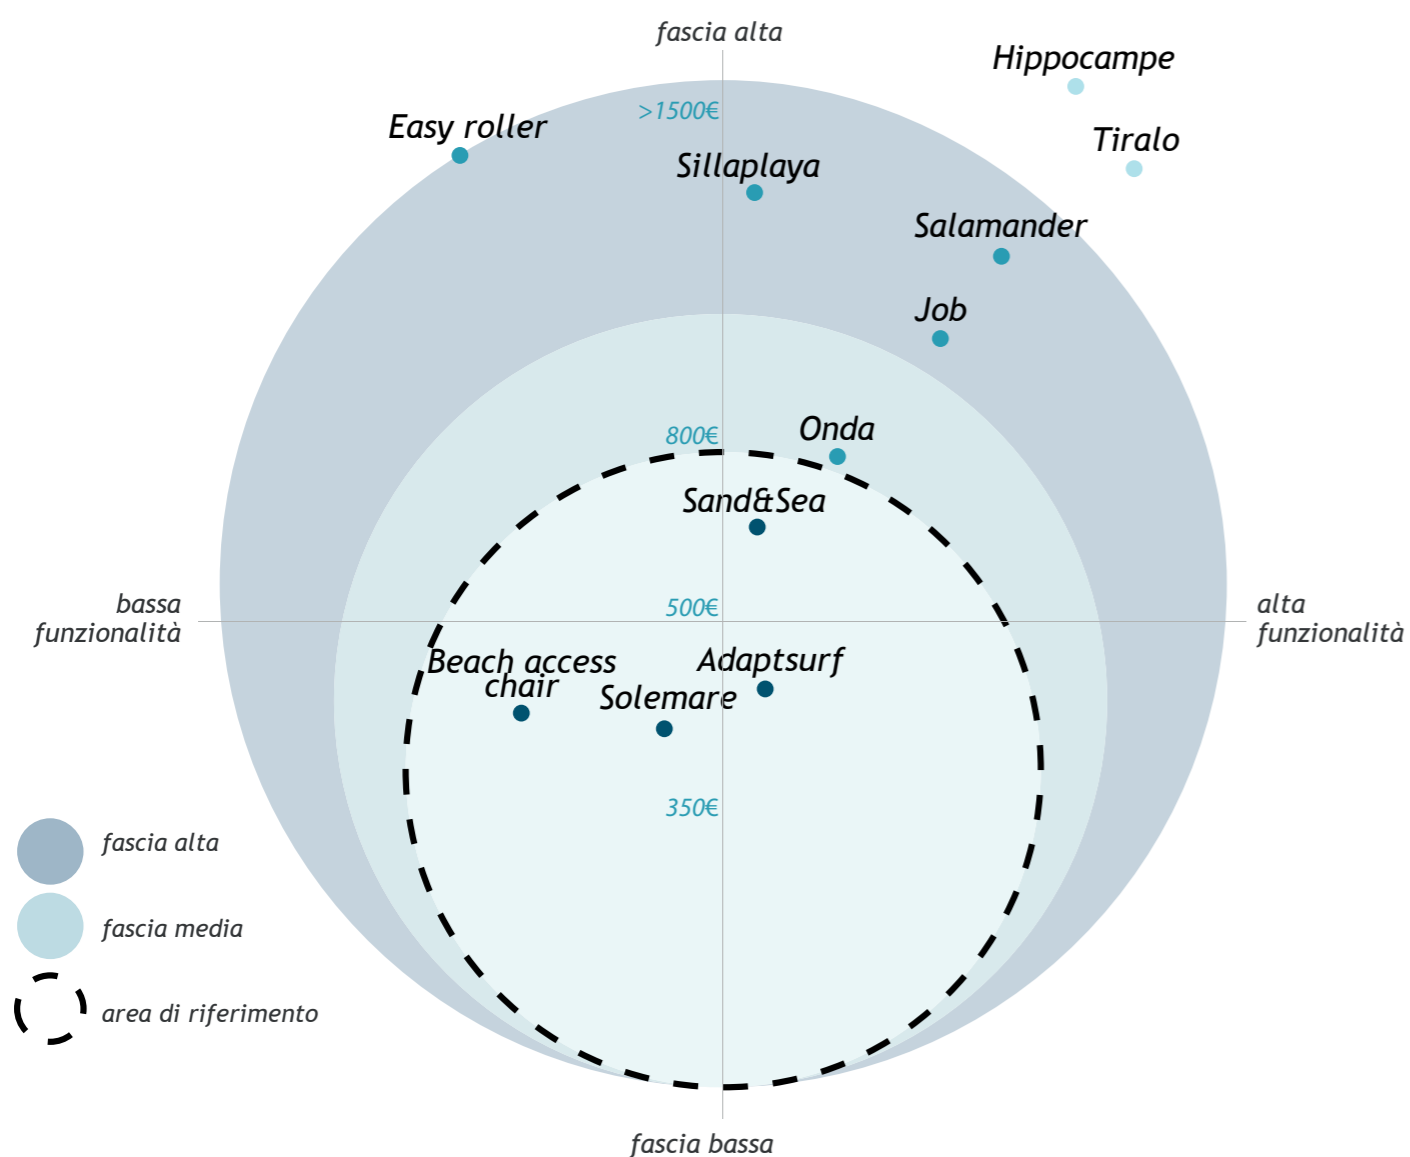 fascia alta
Hippocampe
>1500€
Easy roller
Tiralo
Sillaplaya
Salamander
Job
Onda
800€
Sand&Sea
bassa
funzionalità
500€
alta
funzionalità
Beach access
chair
Adaptsurf
Solemare
350€
fascia alta
fascia media
area di riferimento
fascia bassa